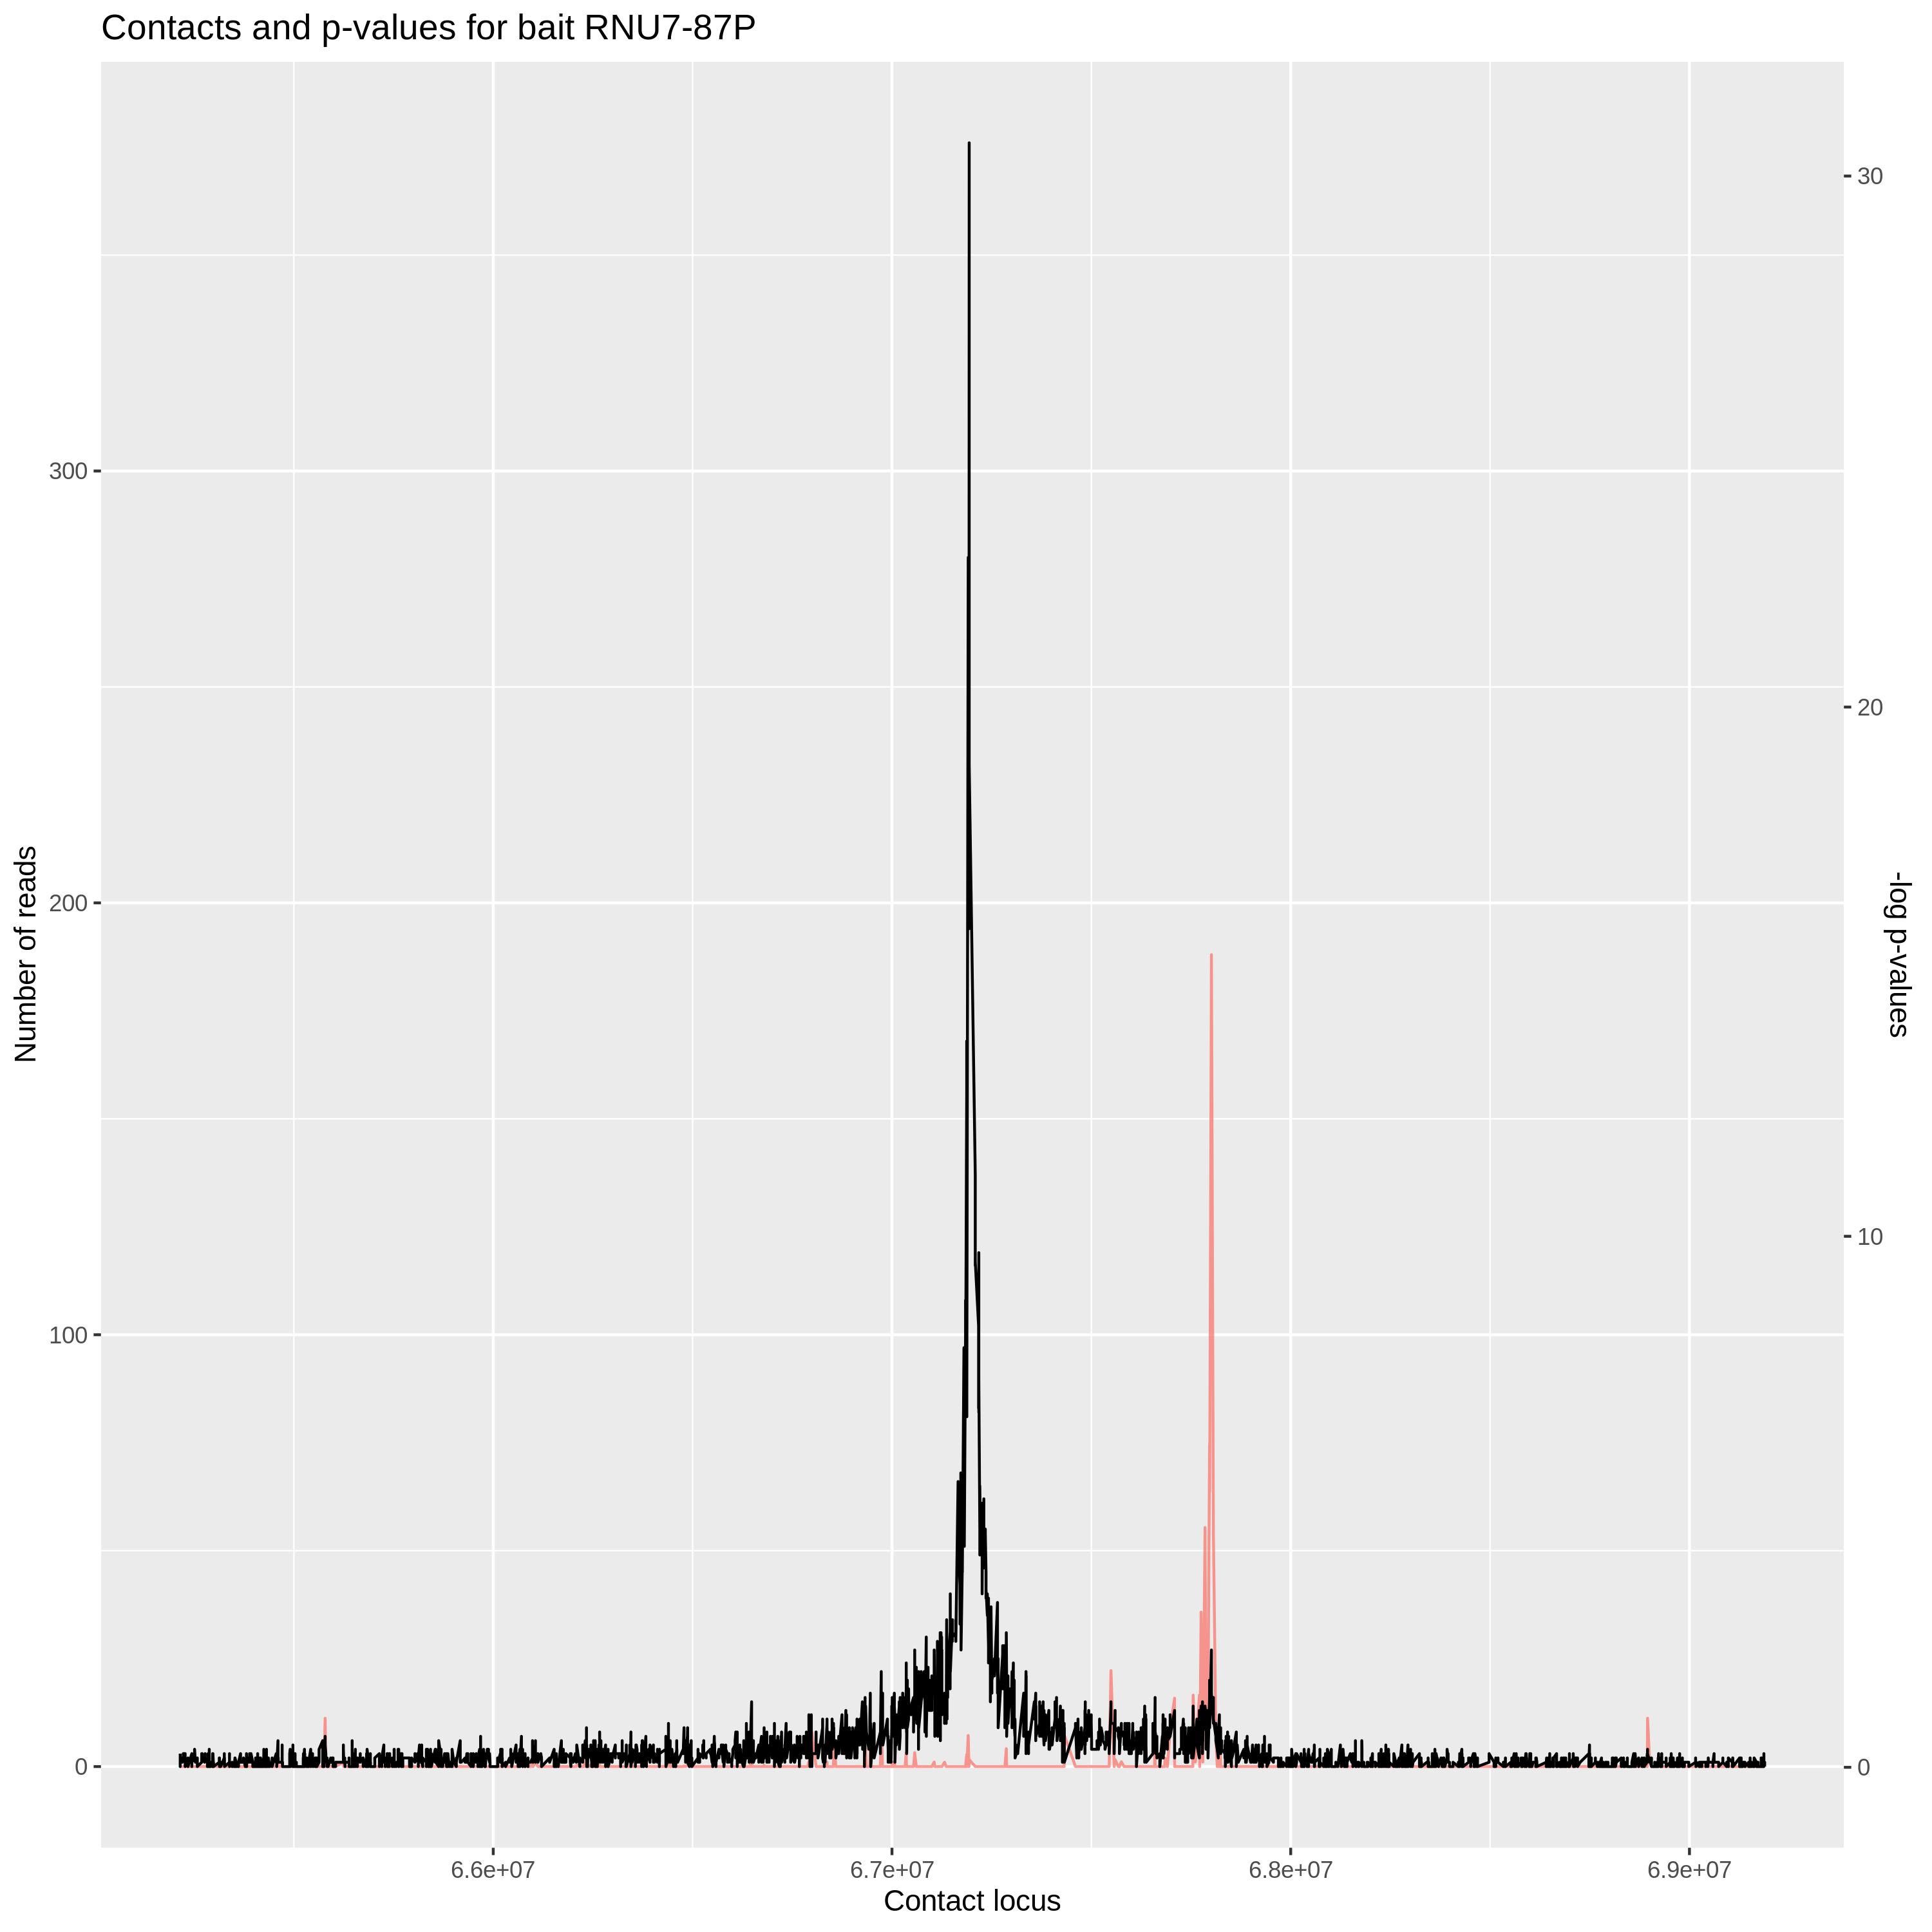 Contacts and p-values for bait RNU7-87P
30
300
20
200
Number of reads
-log p-values
10
100
0
0
6.6e+07
6.7e+07
6.8e+07
6.9e+07
Contact locus